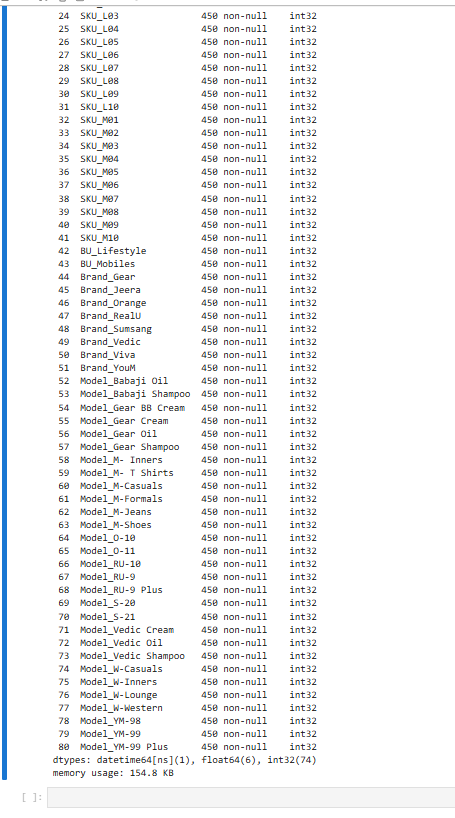 24 SKU_L03 450 non-null int32
25 SKU_L04 450 non-null int32
26 SKU_L05 450 non-null int32
27 SKU_L06 450 non-null int32
28 SKU_L07 450 non-null int32
29 SKU_L08 450 non-null int32
30 SKU_L09 450 non-null int32
31 SKU_L10 450 non-null int32
32 SKU_M01 450 non-null int32
33 SKU_M02 450 non-null int32
34 SKU_M03 450 non-null int32
35 SKU_M04 450 non-null int32
36 SKU_M05 450 non-null int32
37 SKU_M06 450 non-null int32
38 SKU_M07 450 non-null int32
39 SKU_M08 450 non-null int32
40 SKU_M09 450 non-null int32
41 SKU_M10 450 non-null int32
42 BU_Lifestyle 450 non-null int32
43 BU_Mobiles 450 non-null int32
44 Brand_Gear 450 non-null int32
45 Brand_Jeera 450 non-null int32
46 Brand_Orange 450 non-null int32
47 Brand_RealU 450 non-null int32
48 Brand_Sumsang 450 non-null int32
49 Brand_Vedic 450 non-null int32
50 Brand_Viva 450 non-null int32
51 Brand_YouM 450 non-null int32
52 Model_Babaji Oil 450 non-null int32
53 Model_Babaji Shampoo 450 non-null int32
54 Model_Gear BB Cream 450 non-null int32
55 Model_Gear Cream 450 non-null int32
56 Model_Gear Oil 450 non-null int32
57 Model_Gear Shampoo 450 non-null int32
58 Model_M- Inners 450 non-null int32
59 Model_M- T Shirts 450 non-null int32
60 Model_M-Casuals 450 non-null int32
61 Model_M-Formals 450 non-null int32
62 Model_M-Jeans 450 non-null int32
63 Model_M-Shoes 450 non-null int32
64 Model_O-10 450 non-null int32
65 Model_O-11 450 non-null int32
66 Model_RU-10 450 non-null int32
67 Model_RU-9 450 non-null int32
68 Model_RU-9 Plus 450 non-null int32
69 Model_S-20 450 non-null int32
70 Model_S-21 450 non-null int32
71 Model_Vedic Cream 450 non-null int32
72 Model_Vedic Oil 450 non-null int32
73 Model_Vedic Shampoo 450 non-null int32
74 Model_W-Casuals 450 non-null int32
75 Model_W-Inners 450 non-null int32
76 Model_W-Lounge 450 non-null int32
77 Model_W-Western 450 non-null int32
78 Model_YM-98 450 non-null int32
79 Model_YM-99 450 non-null int32
80 Model_YM-99 Plus 450 non-null int32
dtypes: datetime64[ns](1), float64(6), int32(74)
memory usage: 154.8 KB
[ ]: